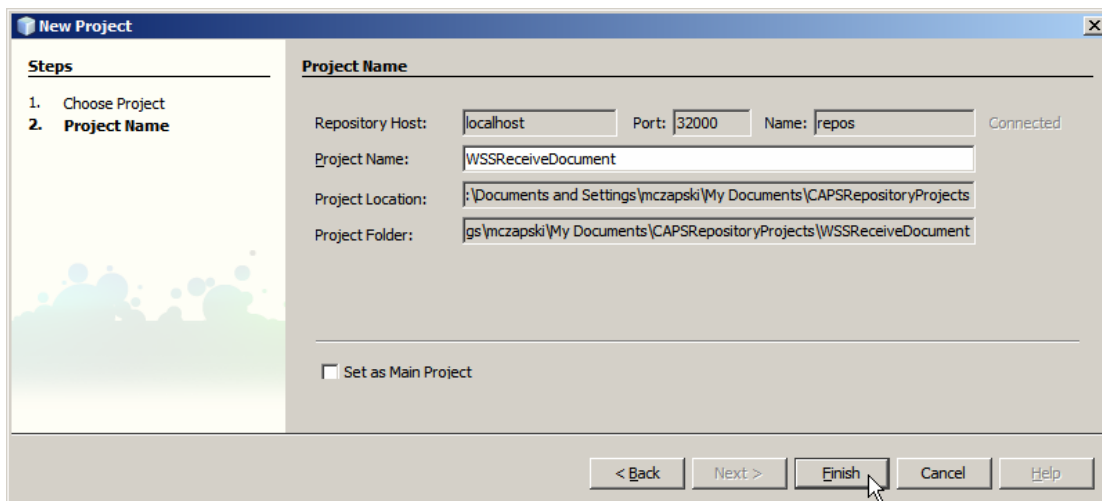 New Project
Steps
1. Choose Project
2. Project Name
Project Name
Repository Host: localhost Port: 32000 Name: repos Connected
Project Name: WSSReceiveDocument
Project Location: :\Documents and Settings\mczapski\My Documents\CAPSRepositoryProjects
Project Folder: gs\mczapski\My Documents\CAPSRepositoryProjects\WSSReceiveDocument
Set as Main Project
< Back Next > Finish Cancel Help